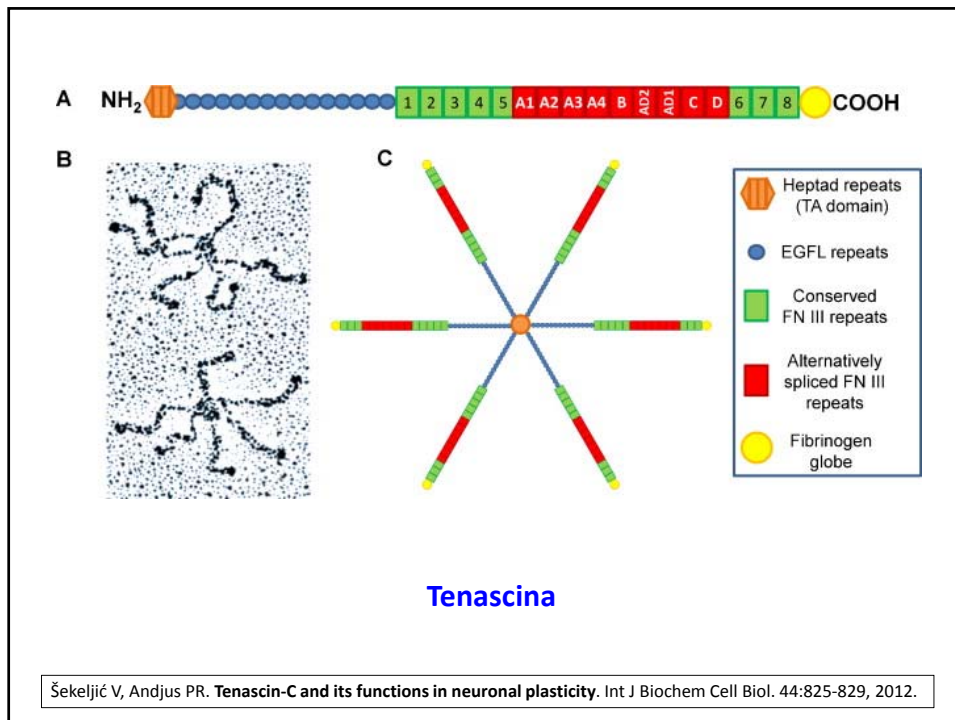 A NH2 1 2 3 4 5 A1 A2 A3 A4 B AD2 AD1 C D 6 7 8 COOH
B
C
Heptad repeats
(TA domain)
EGFL repeats
Conserved
FN III repeats
Alternatively
spliced FN III
repeats
Fibrinogen
globe
Tenascina
Šekeljić V, Andjus PR. Tenascin-C and its functions in neuronal plasticity. Int J Biochem Cell Biol. 44:825-829, 2012.